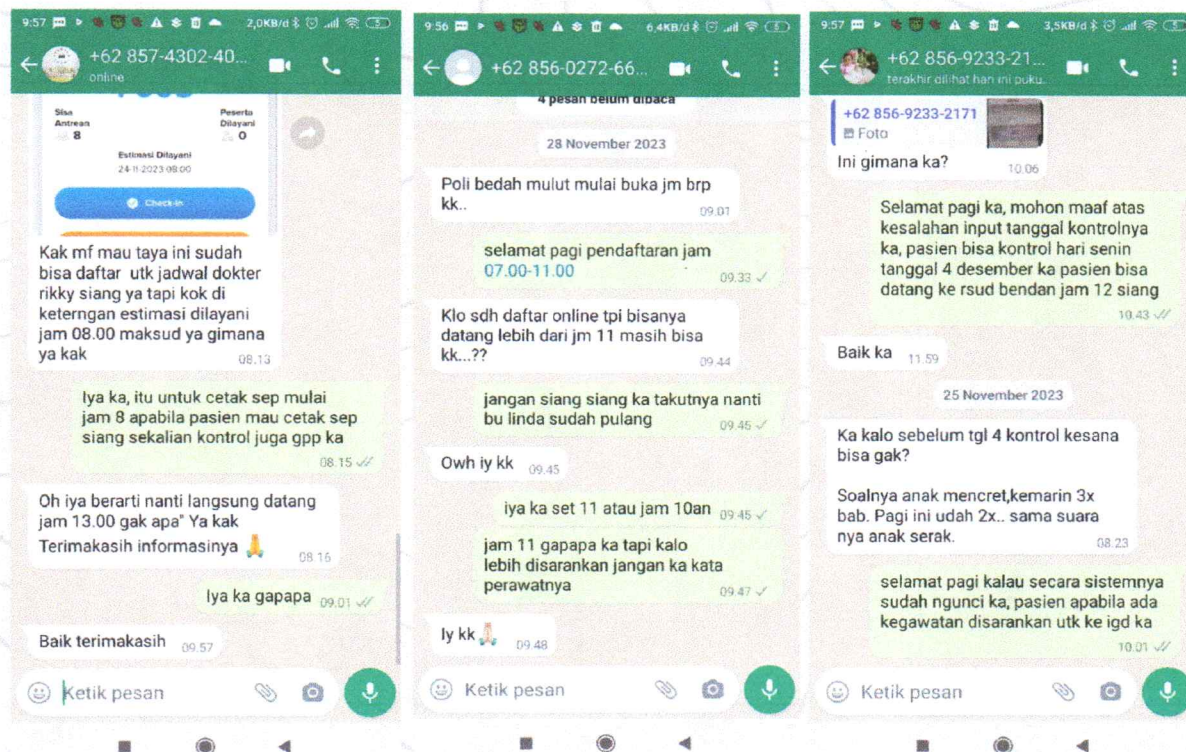 9:57
2,0KB/d
+62 857-4302-40...
online
Sisa
Antrean
8
Peserta
Dilayani
0
Estimasi Dilayani
24-11-2023 08:00
Check-in
Kak mf mau taya ini sudah
bisa daftar utk jadwal dokter
rikky siang ya tapi kok di
keterngan estimasi dilayani
jam 08.00 maksud ya gimana
ya kak
08.13
Iya ka, itu untuk cetak sep mulai
jam 8 apabila pasien mau cetak sep
siang sekalian kontrol juga gpp ka
08.15
Oh iya berarti nanti langsung datang
jam 13.00 gak apa" Ya kak
Terimakasih informasinya 🙏
08.16
Iya ka gapapa
09.01
Baik terimakasih
09.57
Ketik pesan
9:56
6,4KB/d
+62 856-0272-66...
4 pesan belum dibaca
28 November 2023
Poli bedah mulut mulai buka jm brp
kk..
09.01
selamat pagi pendaftaran jam
07.00-11.00
09.33
Klo sdh daftar online tpi bisanya
datang lebih dari jm 11 masih bisa
kk...??
09.44
jangan siang siang ka takutnya nanti
bu linda sudah pulang
09.45
Owh iy kk
09.45
iya ka set 11 atau jam 10an
09.45
jam 11 gapapa ka tapi kalo
lebih disarankan jangan ka kata
perawatnya
09.47
Iy kk 🙏
09.48
Ketik pesan
9:57
3,5KB/d
+62 856-9233-21...
terakhir dilihat hari ini puku...
+62 856-9233-2171
Foto
Ini gimana ka?
10.06
Selamat pagi ka, mohon maaf atas
kesalahan input tanggal kontrolnya
ka, pasien bisa kontrol hari senin
tanggal 4 desember ka pasien bisa
datang ke rsud bendan jam 12 siang
10.43
Baik ka
11.59
25 November 2023
Ka kalo sebelum tgl 4 kontrol kesana
bisa gak?
Soalnya anak mencret,kemarin 3x
bab. Pagi ini udah 2x.. sama suara
nya anak serak.
08.23
selamat pagi kalau secara sistemnya
sudah ngunci ka, pasien apabila ada
kegawatan disarankan utk ke igd ka
10.01
Ketik pesan